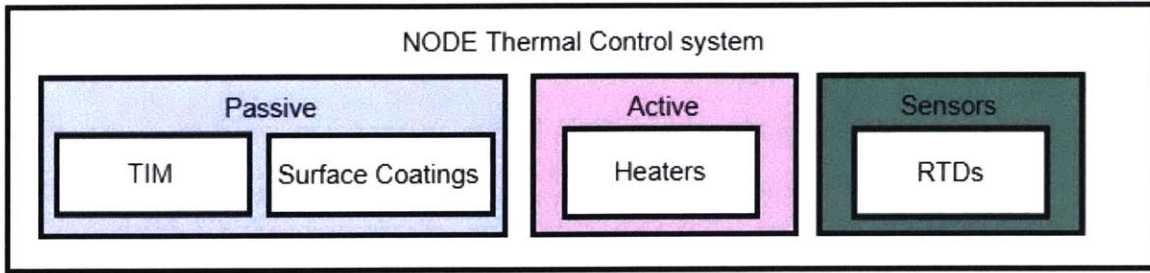 NODE Thermal Control system
Passive
Active
Sensors
TIM
Surface Coatings
Heaters
RTDs